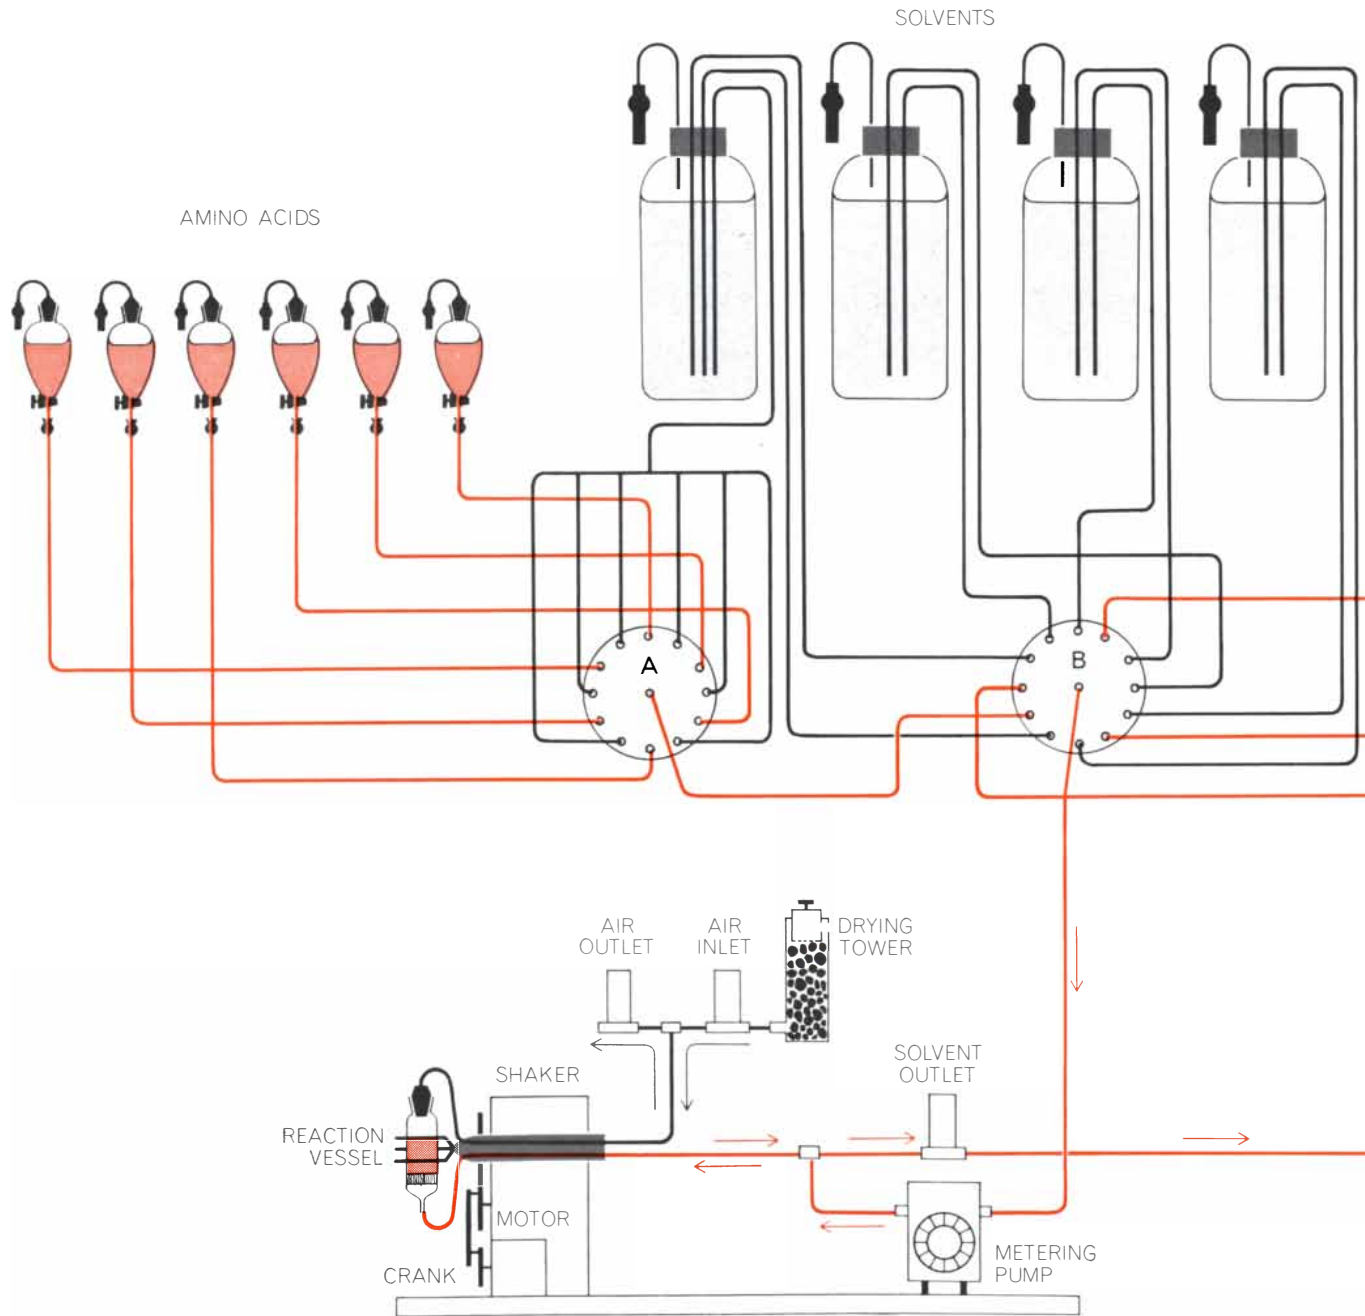 SOLVENTS
AMINO ACIDS
A
B
AIR
OUTLET
AIR
INLET
DRYING
TOWER
SOLVENT
OUTLET
SHAKER
REACTION
VESSEL
MOTOR
CRANK
METERING
PUMP